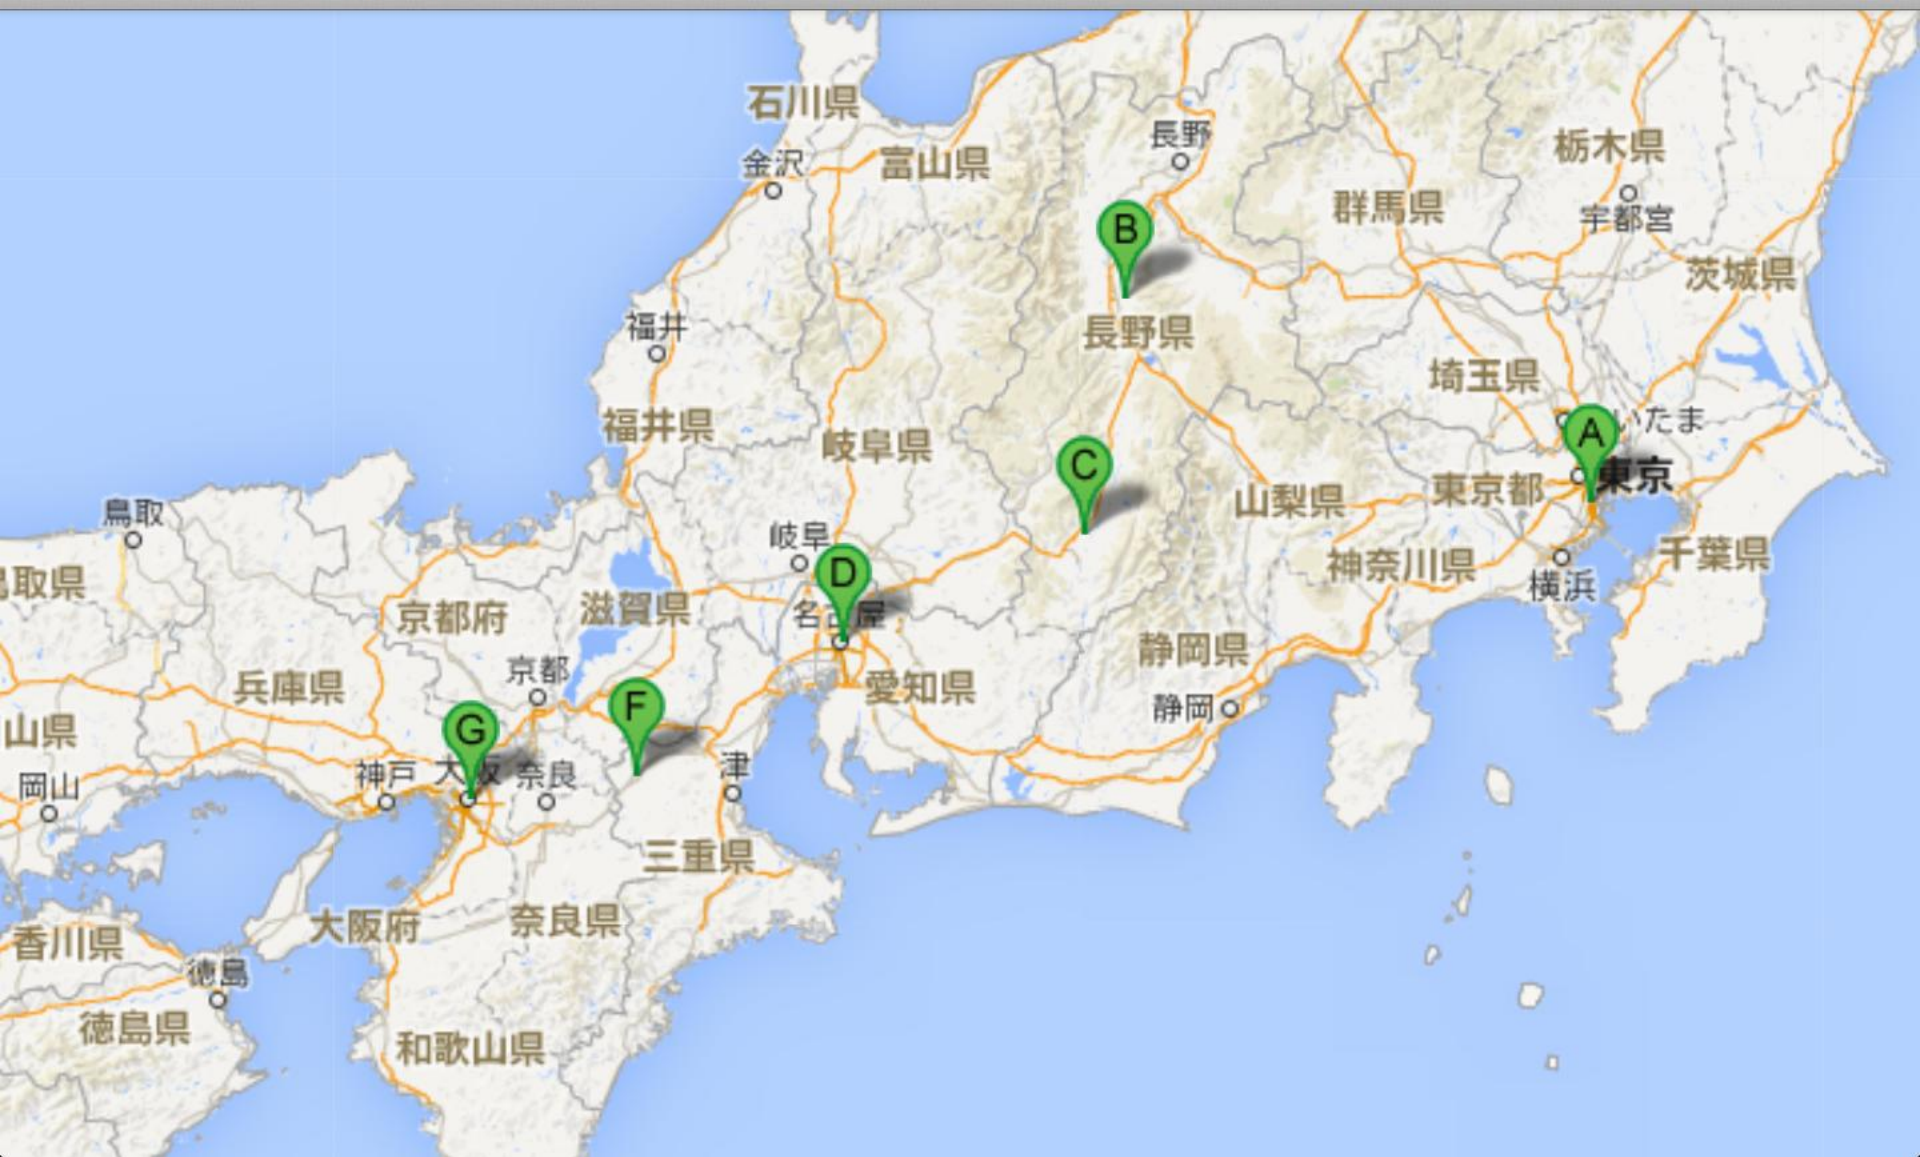 石川県
長野
栃木県
金沢
富山県
群馬県
宇都宮
B
茨城県
福井
長野県
埼玉県
いたま
福井県
A
岐阜県
C
東京
山梨県
東京都
鳥取
岐阜
千葉県
神奈川県
取県
D
横浜
滋賀県
京都府
名古屋
静岡県
京都
兵庫県
愛知県
F
静岡
山県
G
津
神戸
大阪
奈良
岡山
三重県
奈良県
大阪府
香川県
徳島
徳島県
和歌山県